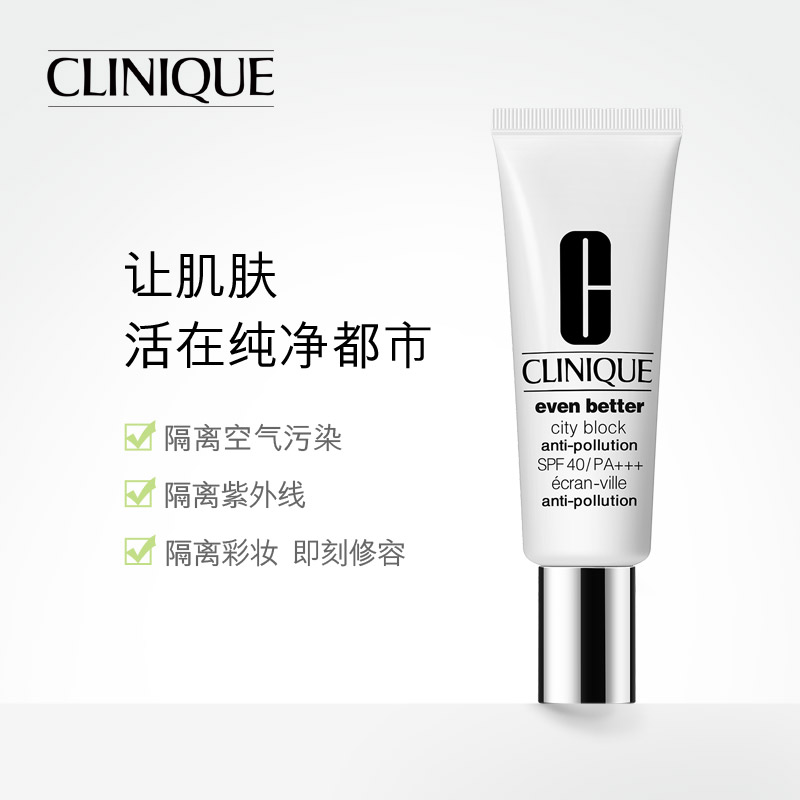 CLINIQUE
让肌肤
活在纯净都市
隔离空气污染
隔离紫外线
隔离彩妆 即刻修容
C
CLINIQUE
even better
city block
anti-pollution
SPF 40/PA+++
écran-ville
anti-pollution